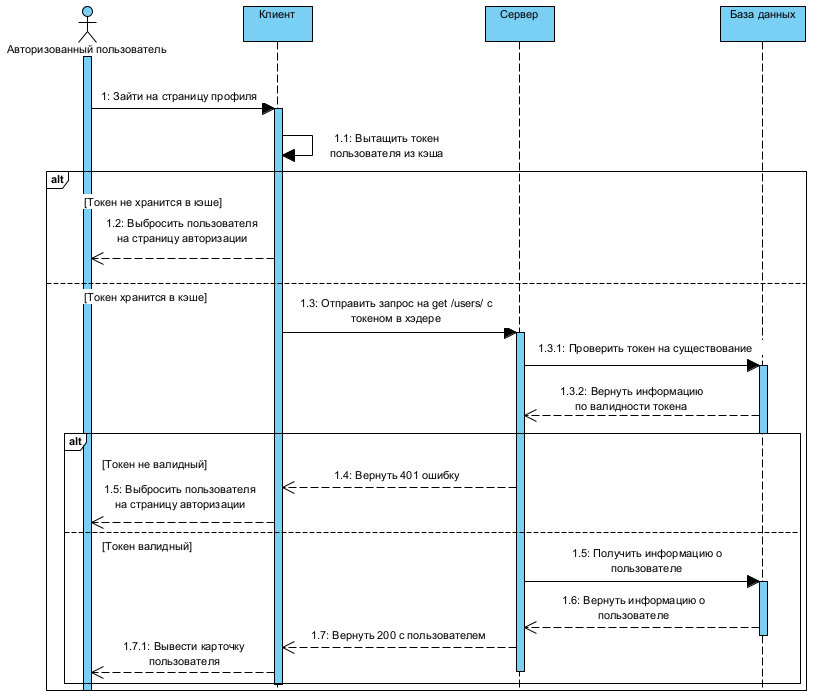 Клиент
Сервер
База данных
Авторизованный пользователь
1: Зайти на страницу профиля
1.1: Вытащить токен
пользователя из кэша
alt
[Токен не хранится в кэше]
1.2: Выбросить пользователя
на страницу авторизации
[Токен хранится в кэше]
1.3: Отправить запрос на get /users/ с
токеном в хэдере
1.3.1: Проверить токен на существование
1.3.2: Вернуть информацию
по валидности токена
alt
[Токен не валидный]
1.4: Вернуть 401 ошибку
1.5: Выбросить пользователя
на страницу авторизации
[Токен валидный]
1.5: Получить информацию о
пользователе
1.6: Вернуть информацию о
пользователе
1.7: Вернуть 200 с пользователем
1.7.1: Вывести карточку
пользователя